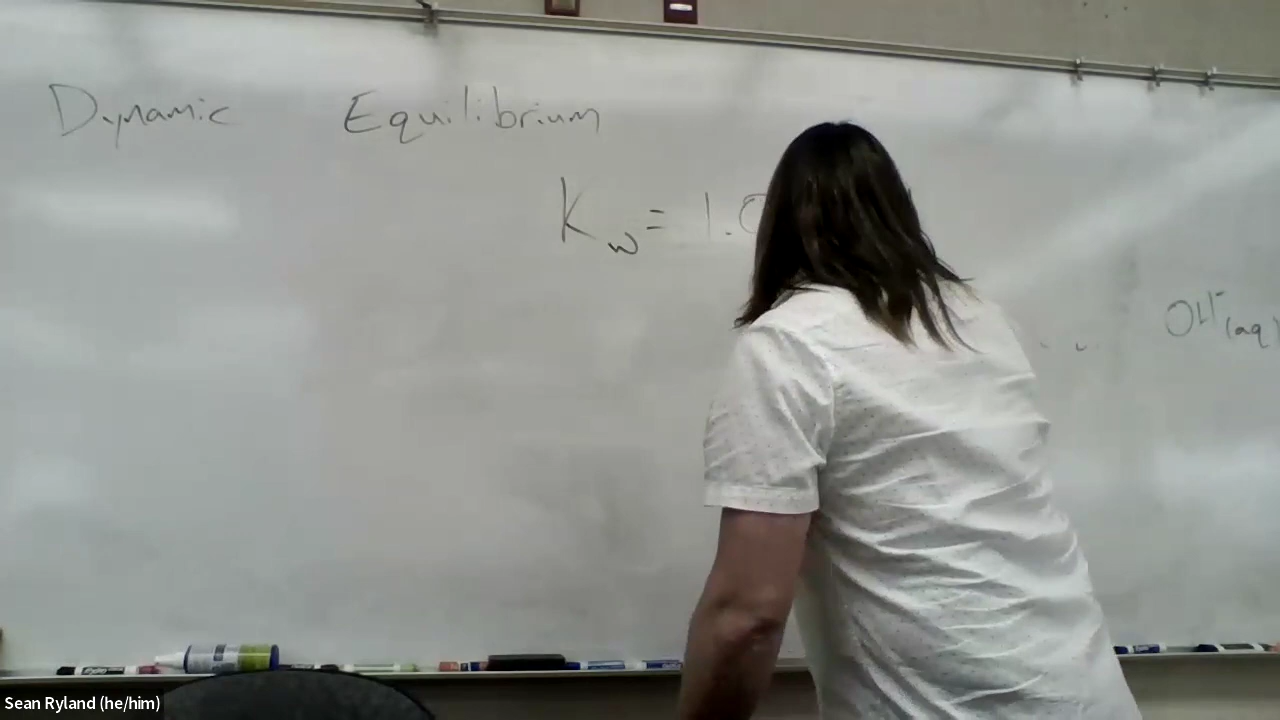 Dynamic Equilibrium
Kw = 1.0
OH⁻(aq)
Sean Ryland (he/him)